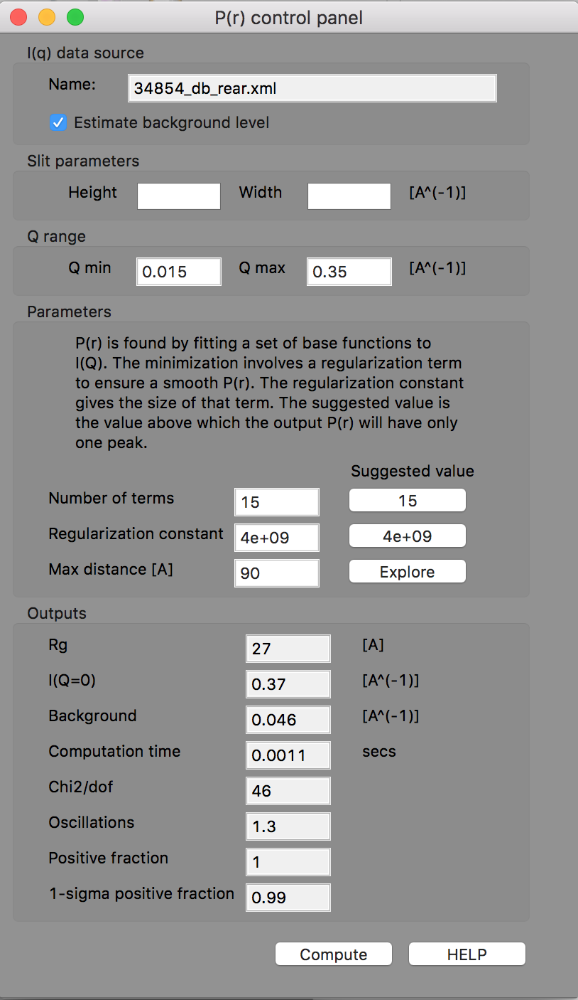 P(r) control panel
I(q) data source
Name: 34854_db_rear.xml
Estimate background level
Slit parameters
Height Width [A^(-1)]
Q range
Q min 0.015 Q max 0.35 [A^(-1)]
Parameters
P(r) is found by fitting a set of base functions to
I(Q). The minimization involves a regularization term
to ensure a smooth P(r). The regularization constant
gives the size of that term. The suggested value is
the value above which the output P(r) will have only
one peak.
Suggested value
Number of terms 15 15
Regularization constant 4e+09 4e+09
Max distance [A] 90 Explore
Outputs
Rg 27 [A]
I(Q=0) 0.37 [A^(-1)]
Background 0.046 [A^(-1)]
Computation time 0.0011 secs
Chi2/dof 46
Oscillations 1.3
Positive fraction 1
1-sigma positive fraction 0.99
Compute HELP